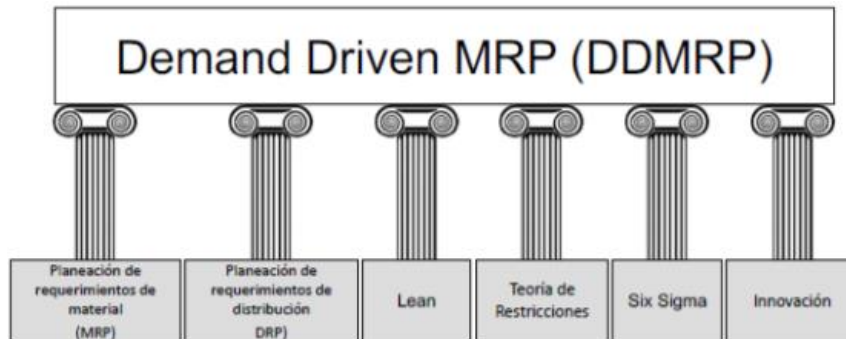 Demand Driven MRP (DDMRP)
Planeación de
requerimientos de
material
(MRP)
Planeación de
requerimientos de
distribución
DRP)
Lean
Teoría de
Restricciones
Six Sigma
Innovación